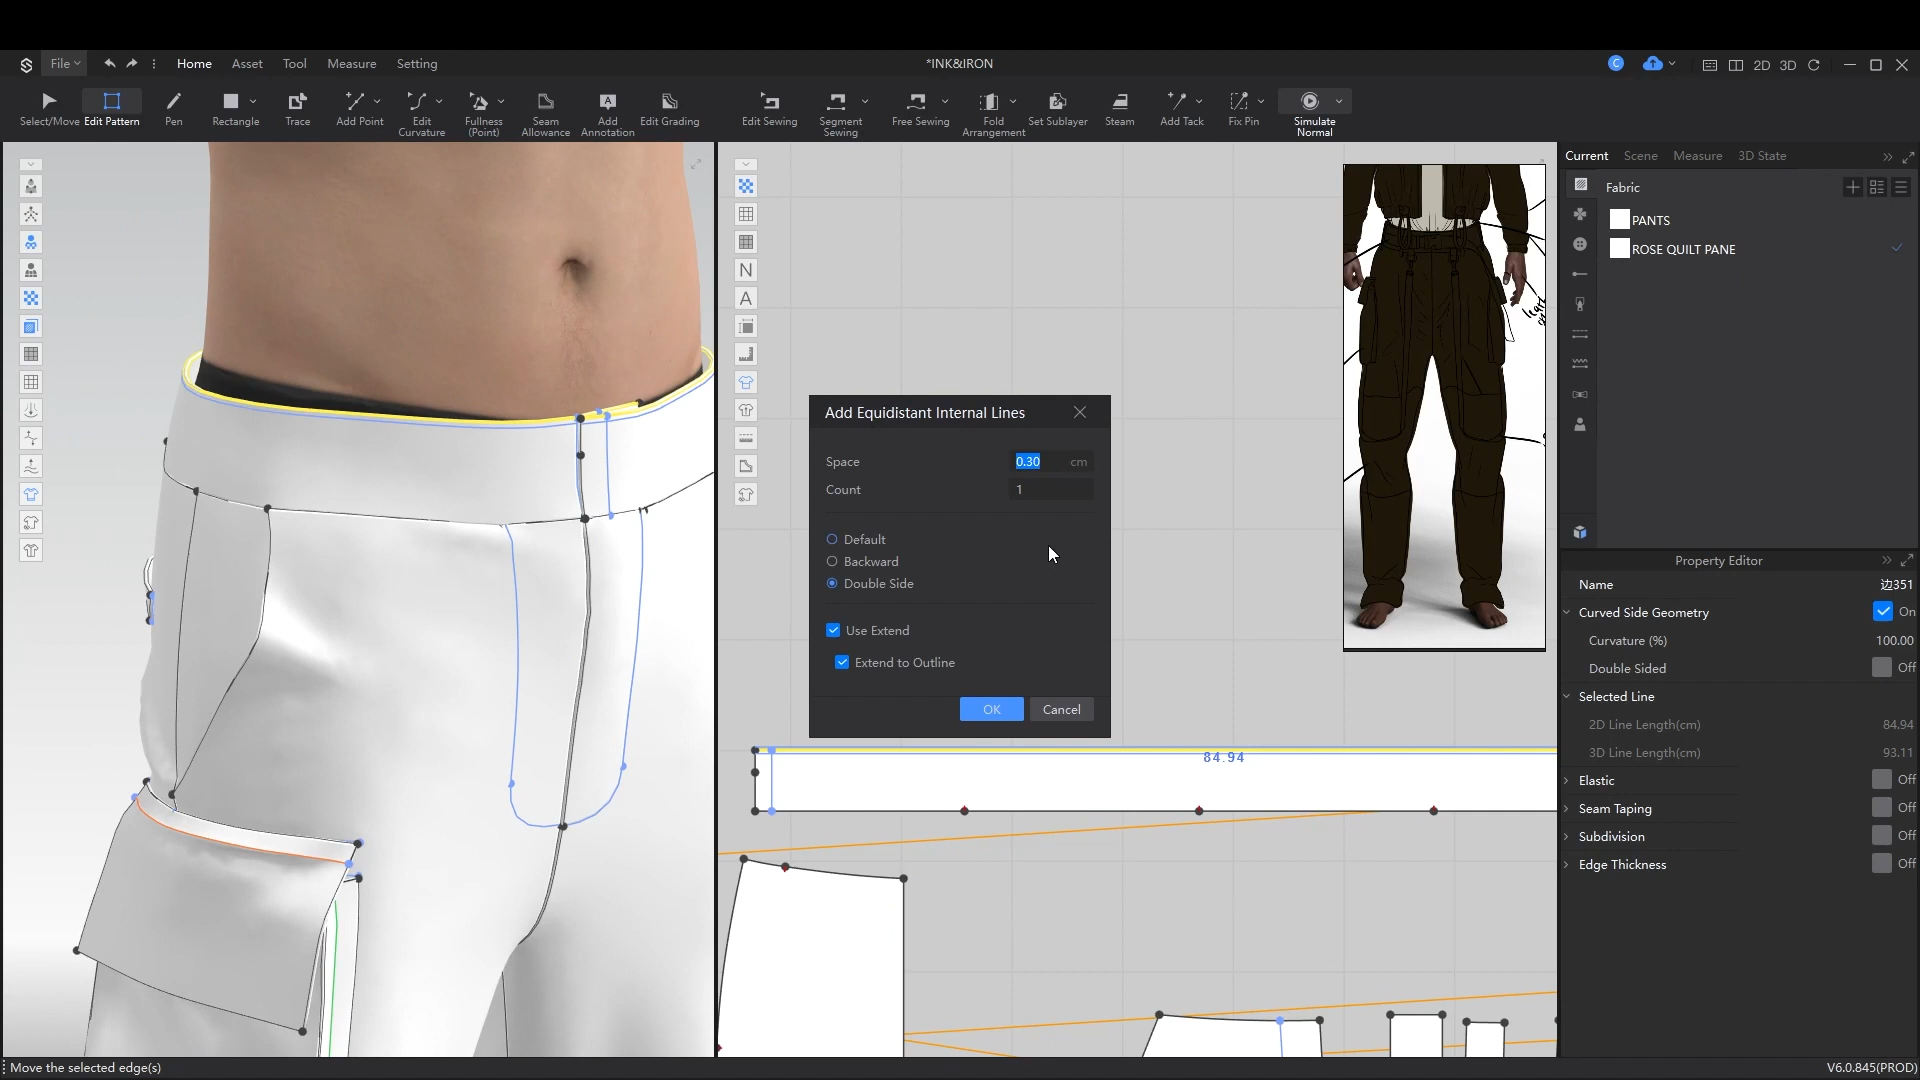 File
Home
Asset
Tool
Measure
Setting
*INK&IRON
C
2D
3D
Select/Move
Edit Pattern
Pen
Rectangle
Trace
Add Point
Edit
Curvature
Fullness
(Point)
Seam
Allowance
Add
Annotation
Edit Grading
Edit Sewing
Segment
Sewing
Free Sewing
Fold
Arrangement
Set Sublayer
Steam
Add Tack
Fix Pin
Simulate
Normal
N
A
Add Equidistant Internal Lines
Space
0.30
cm
Count
1
Default
Backward
Double Side
Use Extend
Extend to Outline
OK
Cancel
84.94
Current
Scene
Measure
3D State
Fabric
PANTS
ROSE QUILT PANE
Property Editor
Name
边351
Curved Side Geometry
On
Curvature (%)
100.00
Double Sided
Off
Selected Line
2D Line Length(cm)
84.94
3D Line Length(cm)
93.11
Elastic
Off
Seam Taping
Off
Subdivision
Off
Edge Thickness
Off
Move the selected edge(s)
V6.0.845(PROD)